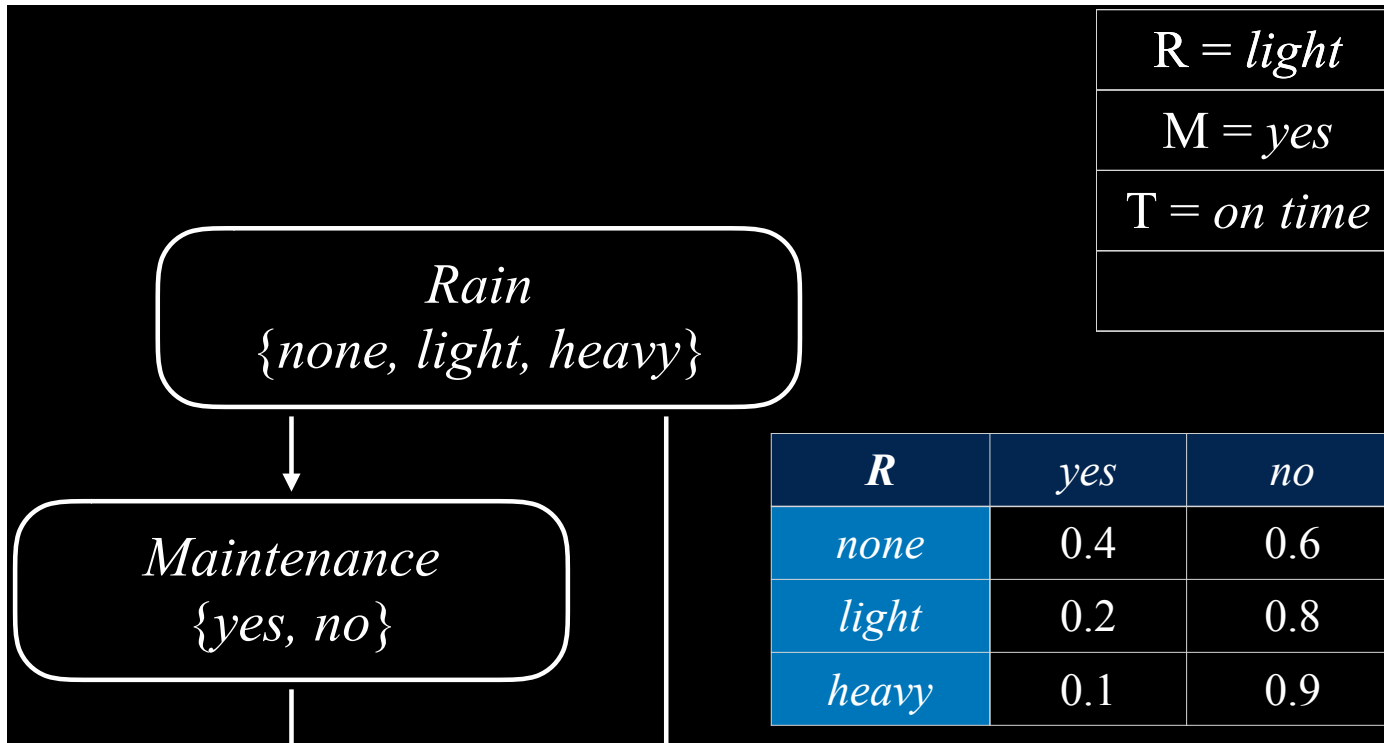 R = light
M = yes
T = on time
Rain
{none, light, heavy}
Maintenance
{yes, no}
R yes no
none 0.4 0.6
light 0.2 0.8
heavy 0.1 0.9